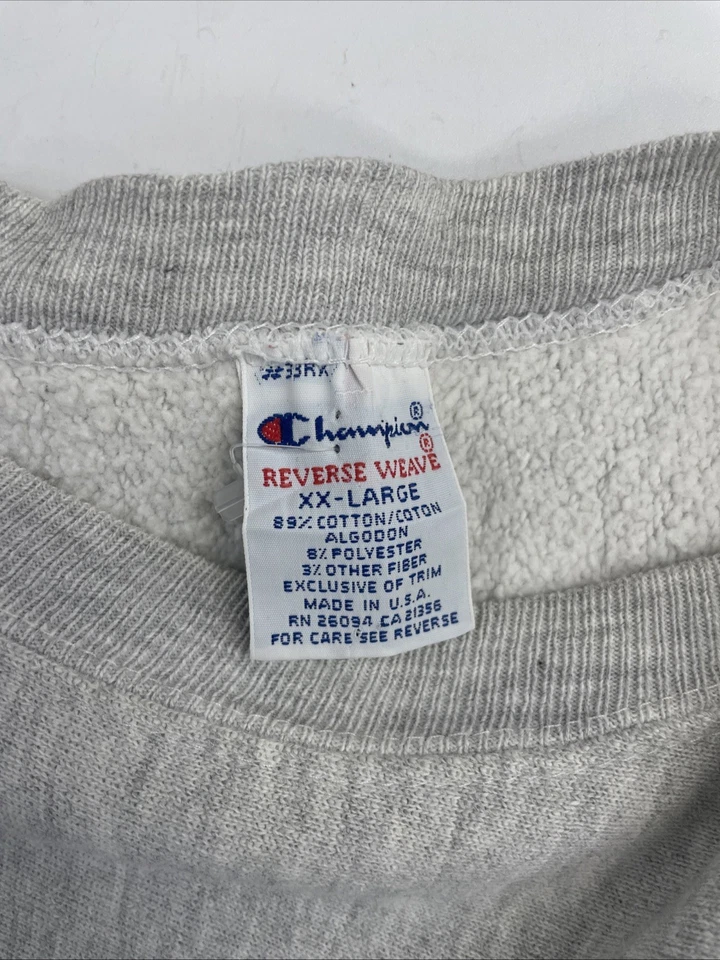 #33RX
Champion®
REVERSE WEAVE®
XX-LARGE
89% COTTON/COTON
ALGODON
8% POLYESTER
3% OTHER FIBER
EXCLUSIVE OF TRIM
MADE IN U.S.A.
RN 26094 CA 21356
FOR CARE SEE REVERSE